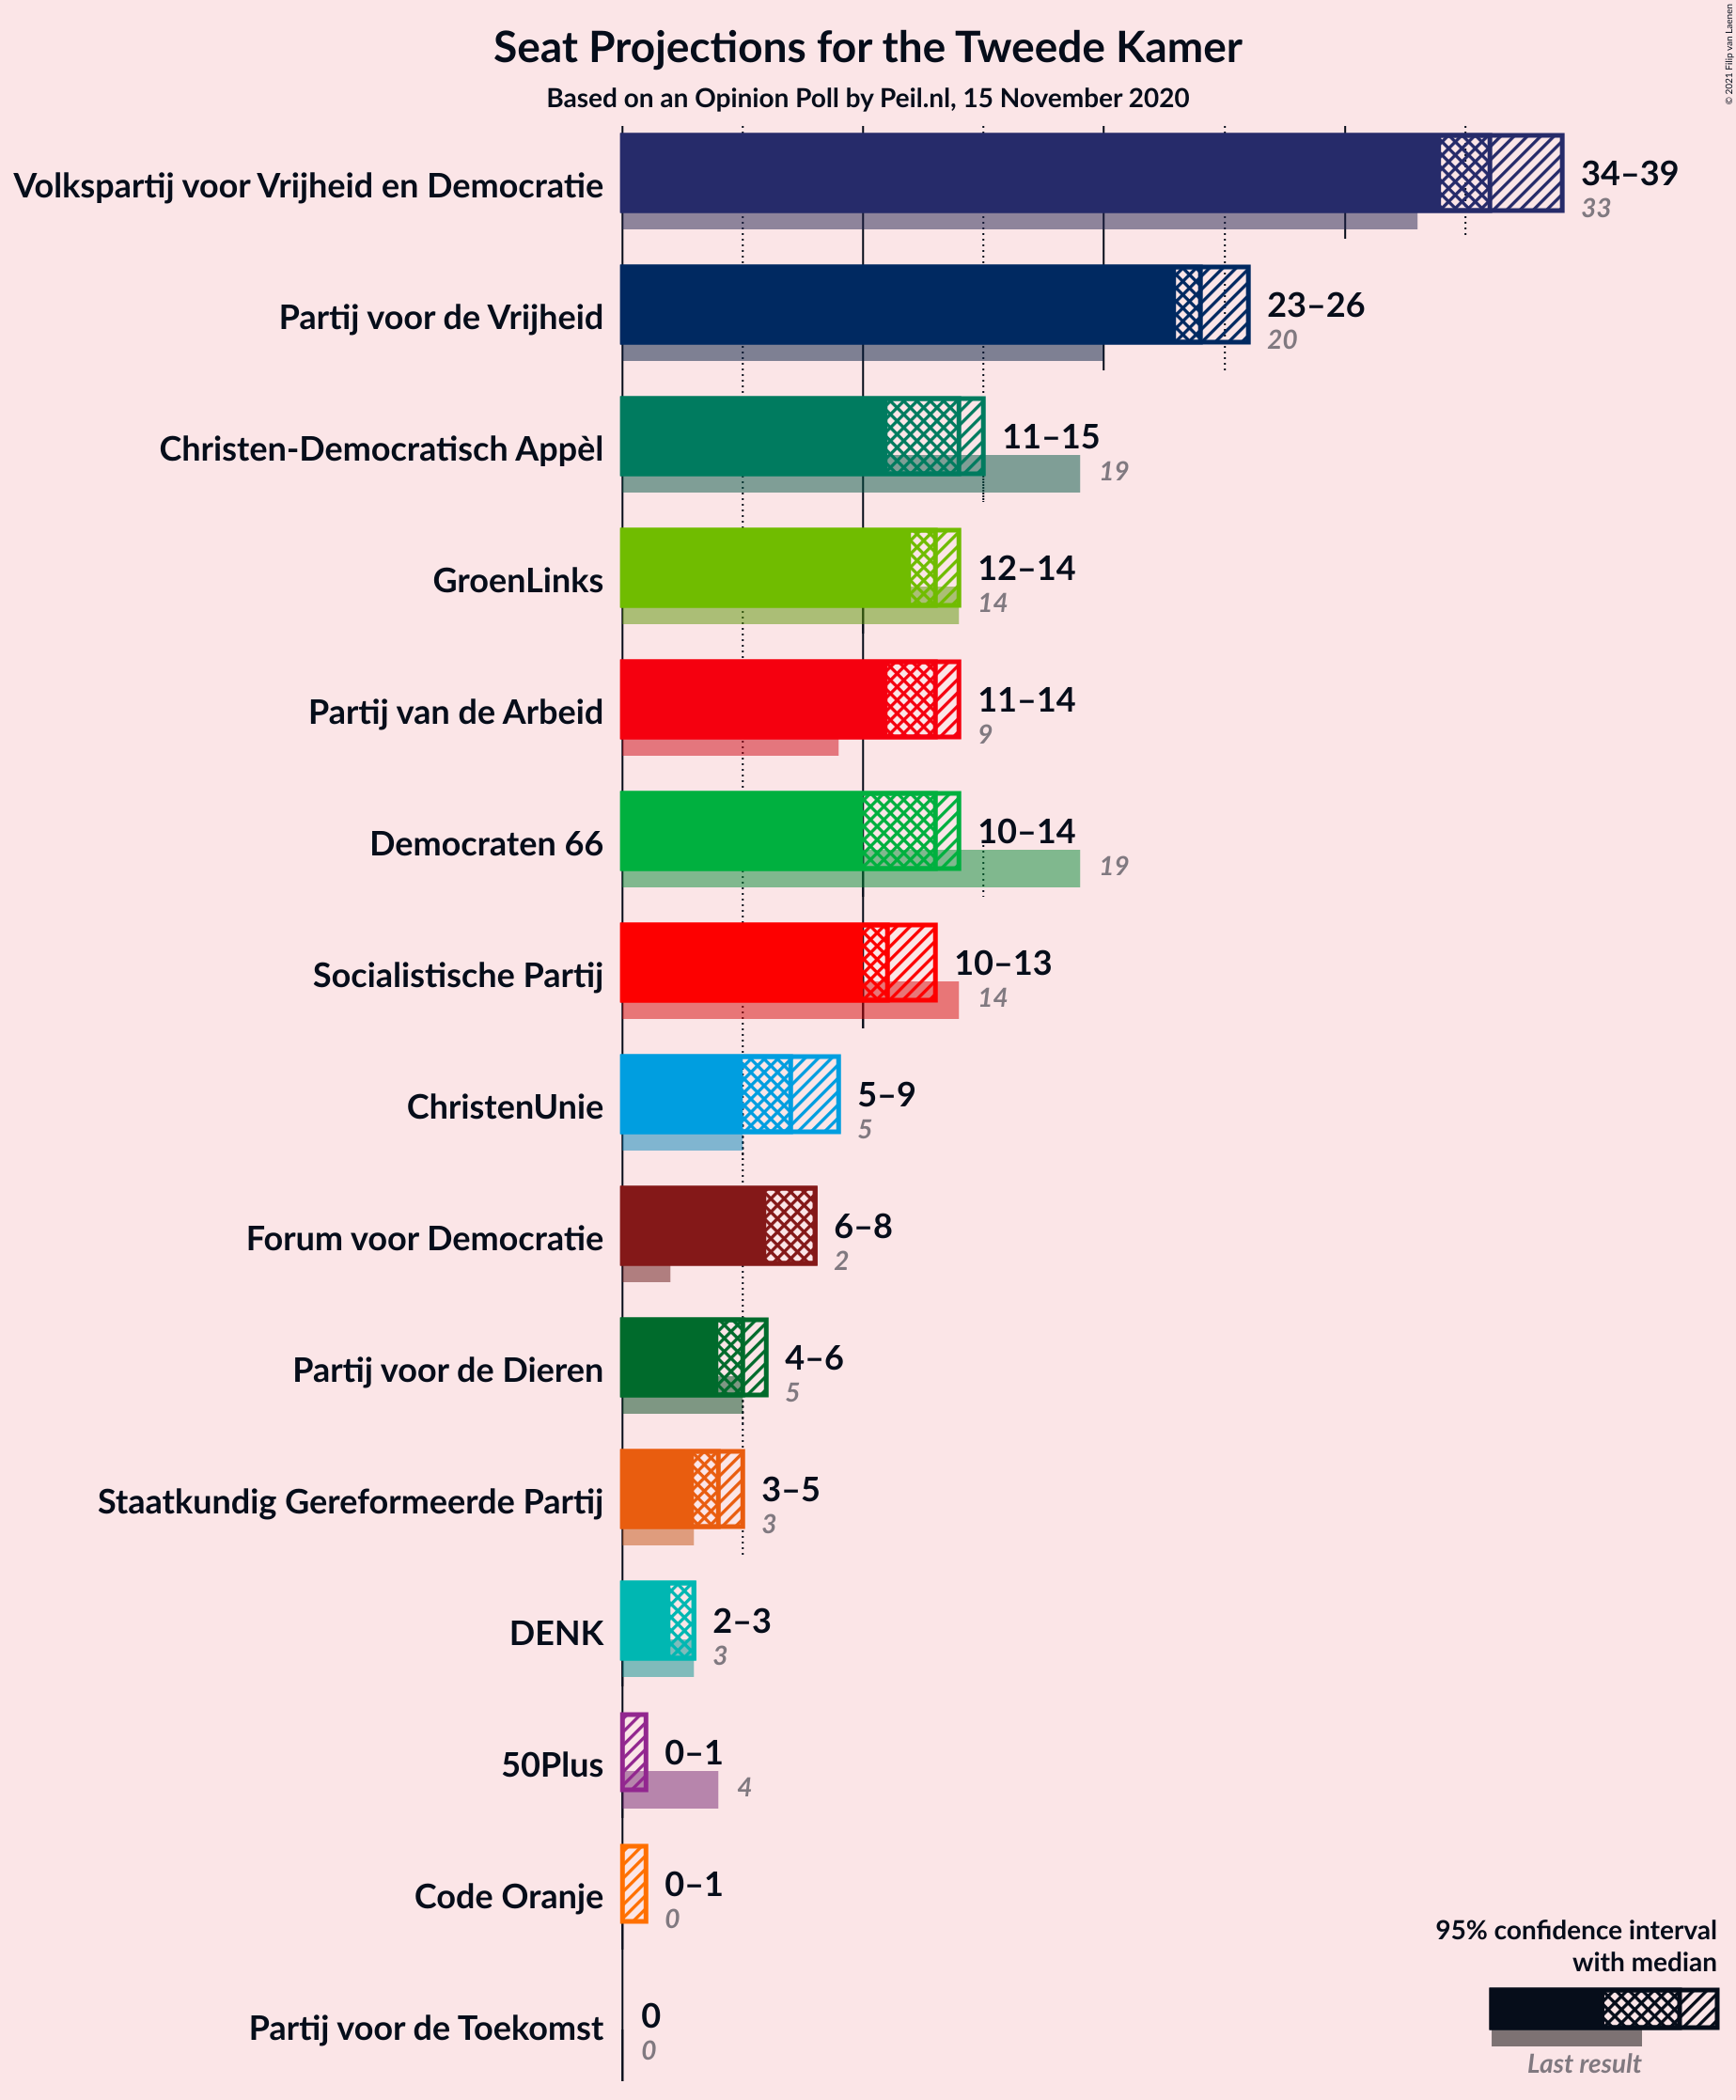 Seat Projections for the Tweede Kamer
Based on an Opinion Poll by Peil.nl, 15 November 2020
© 2021 Filip van Laenen
Volkspartij voor Vrijheid en Democratie
34–39
33
Partij voor de Vrijheid
23–26
20
Christen-Democratisch Appèl
11–15
19
GroenLinks
12–14
14
Partij van de Arbeid
11–14
9
Democraten 66
10–14
19
Socialistische Partij
10–13
14
ChristenUnie
5–9
5
Forum voor Democratie
6–8
2
Partij voor de Dieren
4–6
5
Staatkundig Gereformeerde Partij
3–5
3
DENK
2–3
3
50Plus
0–1
4
Code Oranje
0–1
0
Partij voor de Toekomst
0
0
95% confidence interval
with median
Last result